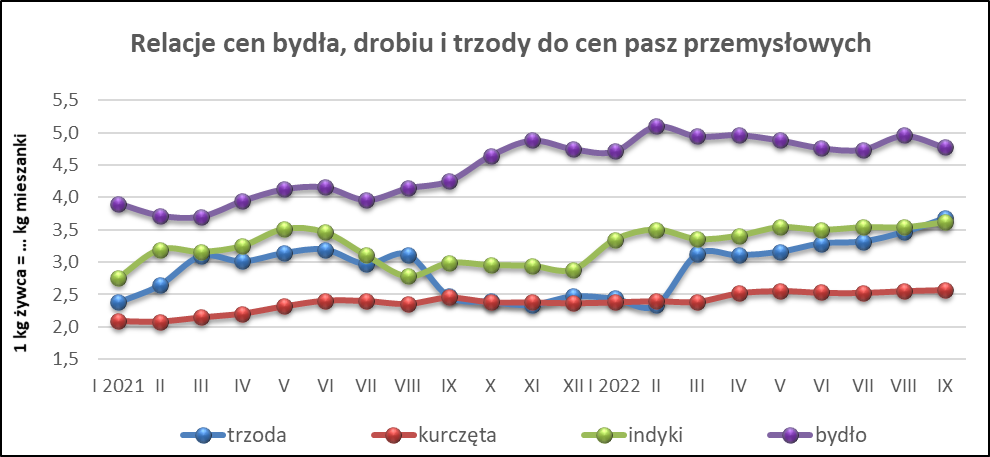 Relacje cen bydła, drobiu i trzody do cen pasz przemysłowych
1 kg żywca = ... kg mieszanki
5,5
5,0
4,5
4,0
3,5
3,0
2,5
2,0
1,5
I 2021 II III IV V VI VII VIII IX X XI XII I 2022 II III IV V VI VII VIII IX
trzoda kurczęta indyki bydło